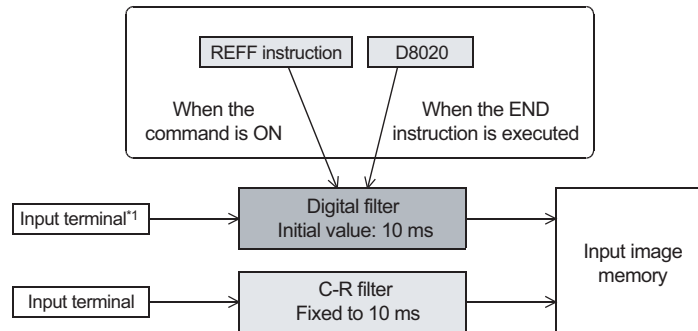 REFF instruction
D8020
When the
command is ON
When the END
instruction is executed
Input terminal*1
Digital filter
Initial value: 10 ms
Input image
memory
Input terminal
C-R filter
Fixed to 10 ms